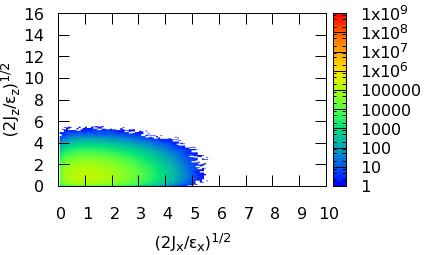 16
14
12
10
8
6
4
2
0
(2J_z/ε_z)^{1/2}
0 1 2 3 4 5 6 7 8 9 10
(2J_x/ε_x)^{1/2}
1x10^9
1x10^8
1x10^7
1x10^6
100000
10000
1000
100
10
1